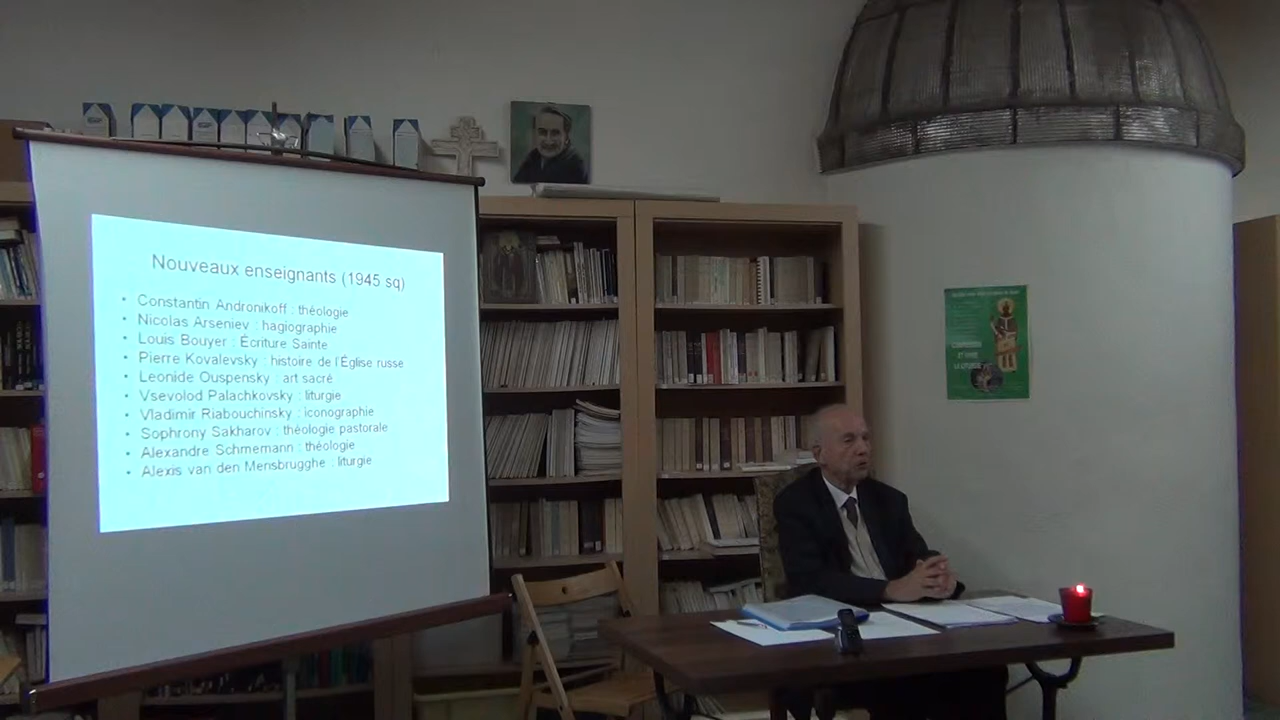 Nouveaux enseignants (1945 sq)
• Constantin Andronikoff : théologie
• Nicolas Arseniev : hagiographie
• Louis Bouyer : Écriture Sainte
• Pierre Kovalevsky : histoire de l'Église russe
• Leonide Ouspensky : art sacré
• Vsevolod Palachkovsky : liturgie
• Vladimir Riabouchinsky : iconographie
• Sophrony Sakharov : théologie pastorale
• Alexandre Schmemann : théologie
• Alexis van den Mensbrugghe : liturgie